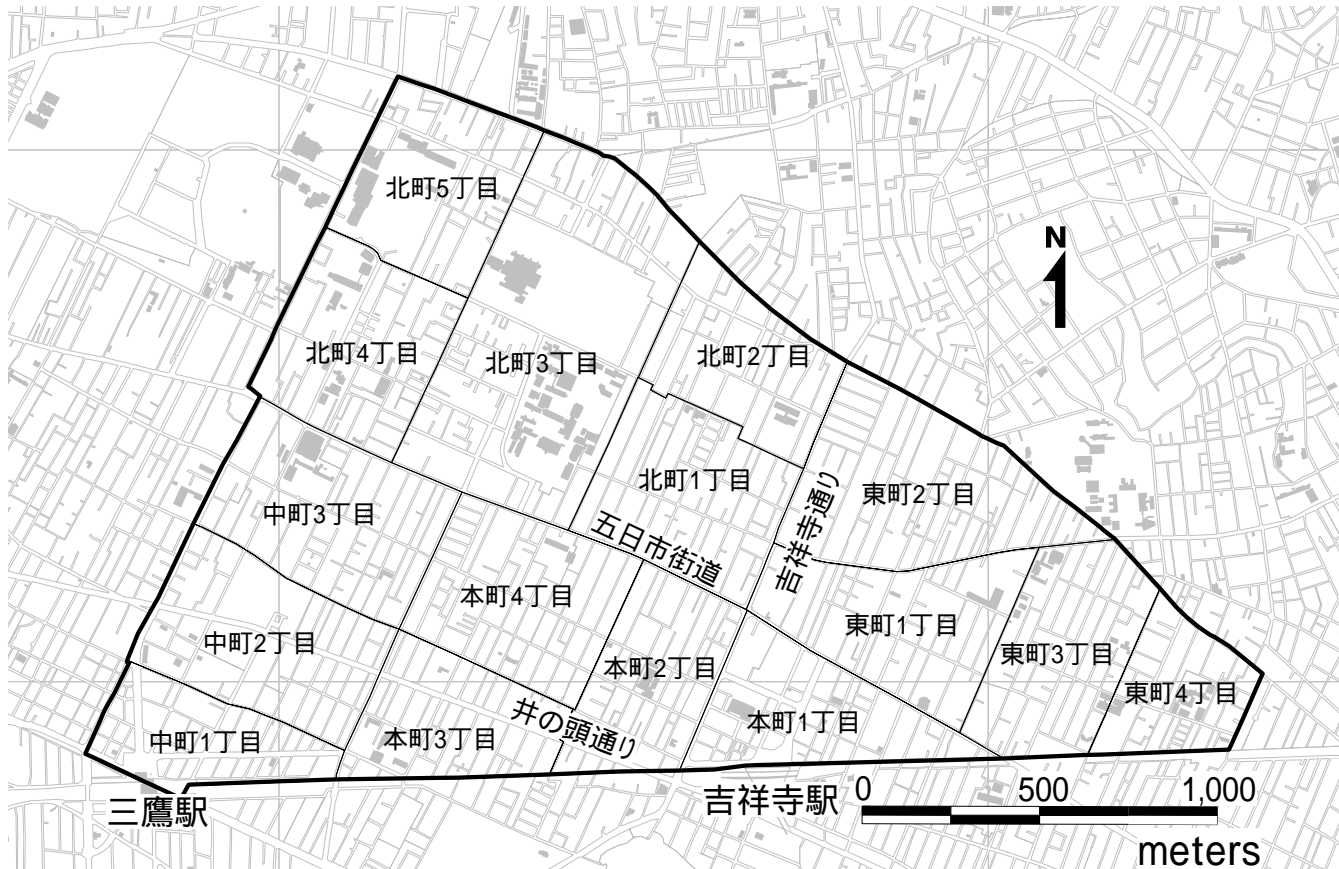 北町5丁目
N
北町4丁目
北町3丁目
北町2丁目
北町1丁目
東町2丁目
吉祥寺通り
中町3丁目
五日市街道
本町4丁目
東町1丁目
中町2丁目
本町2丁目
東町3丁目
東町4丁目
井の頭通り
本町1丁目
中町1丁目
本町3丁目
三鷹駅
吉祥寺駅
0 500 1,000
meters